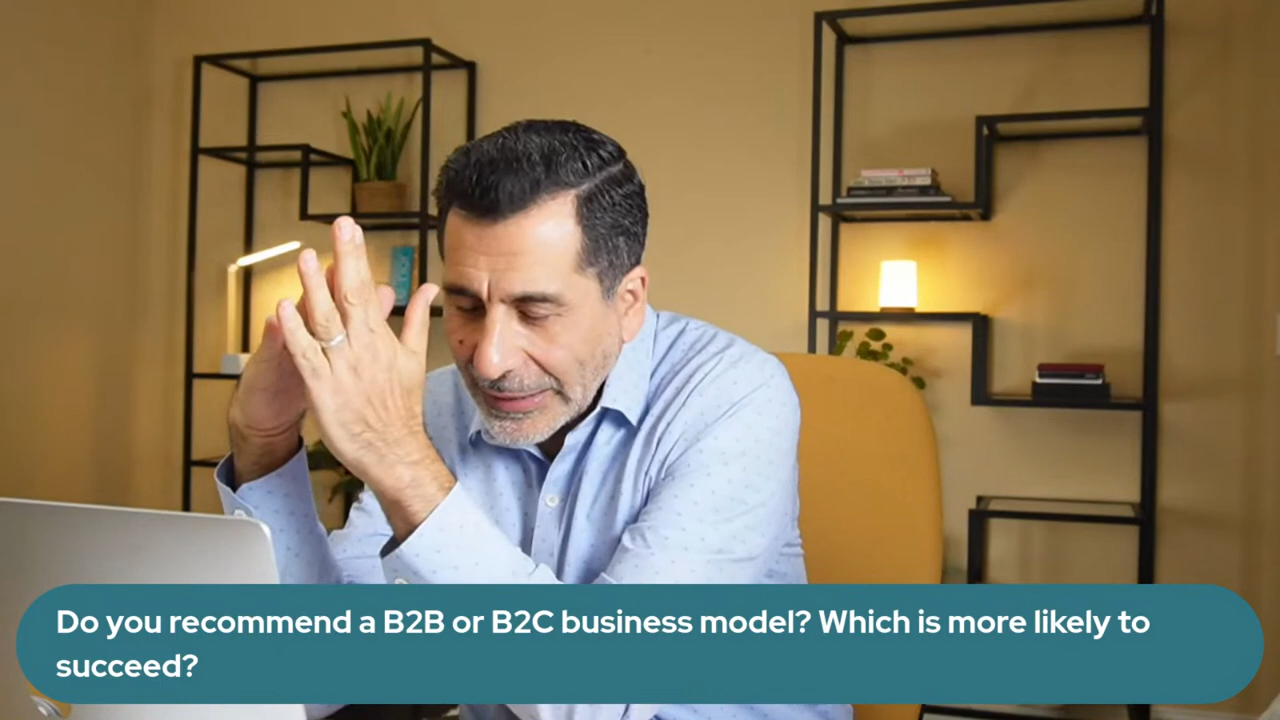 Do you recommend a B2B or B2C business model? Which is more likely to
succeed?